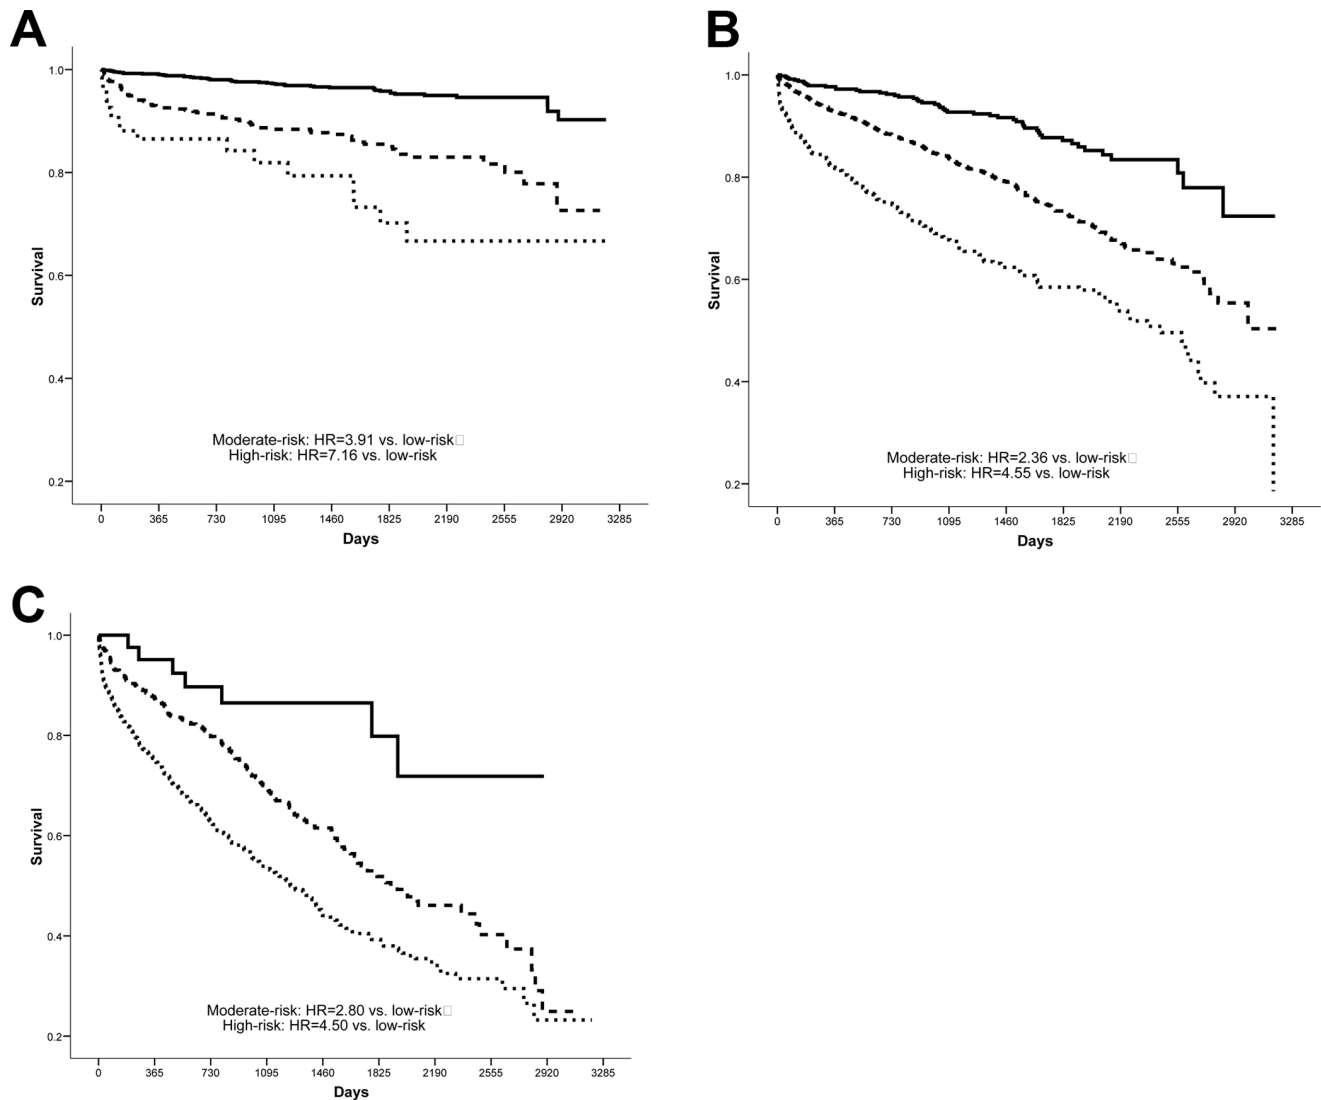 A
1.0
0.8
0.6
0.4
0.2
Survival
Moderate-risk: HR=3.91 vs. low-risk□
High-risk: HR=7.16 vs. low-risk
0 365 730 1095 1460 1825 2190 2555 2920 3285
Days
B
1.0
0.8
0.6
0.4
0.2
Survival
Moderate-risk: HR=2.36 vs. low-risk□
High-risk: HR=4.55 vs. low-risk
0 365 730 1095 1460 1825 2190 2555 2920 3285
Days
C
1.0
0.8
0.6
0.4
0.2
Survival
Moderate-risk: HR=2.80 vs. low-risk□
High-risk: HR=4.50 vs. low-risk
0 365 730 1095 1460 1825 2190 2555 2920 3285
Days